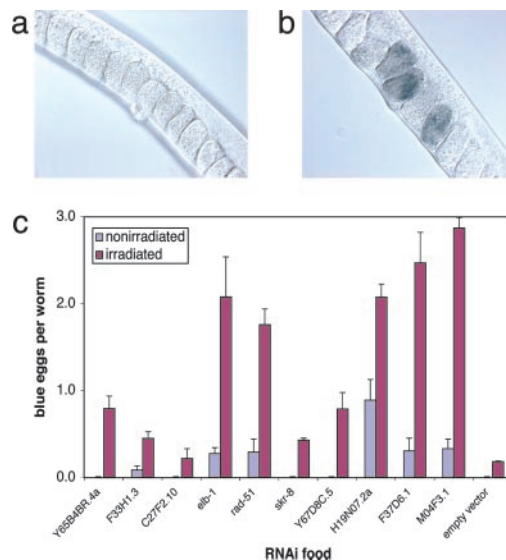 a
b
c
3.0
nonirradiated
irradiated
2.0
1.0
0.0
blue eggs per worm
Y65B4BR.4a
F33H1.3
C27F2.10
efb-1
rad-51
skr-8
Y67D8C.5
H19N07.2a
F37D6.1
M04F3.1
empty vector
RNAi food